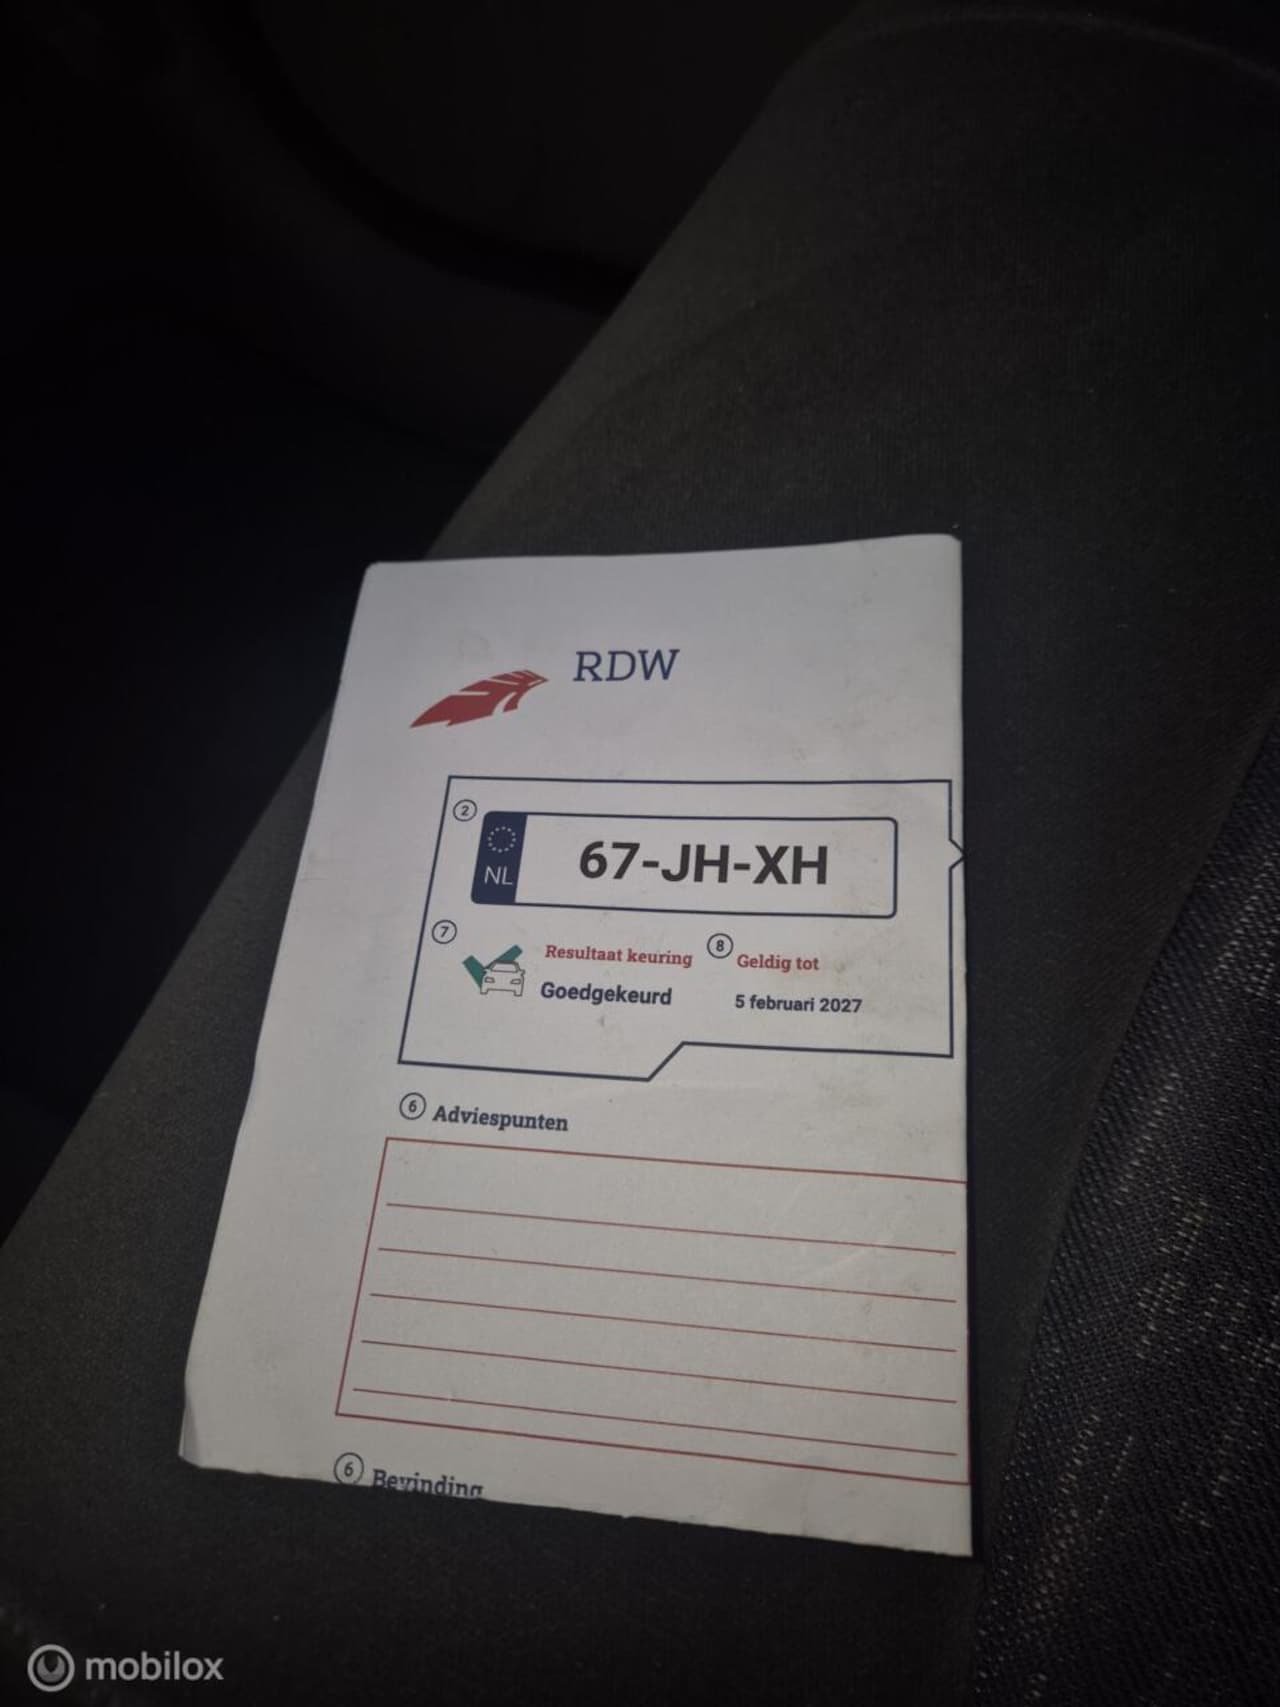 RDW
2
NL 67-JH-XH
7 Resultaat keuring 8 Geldig tot
Goedgekeurd 5 februari 2027
6 Adviespunten
6 Bevinding
mobilox